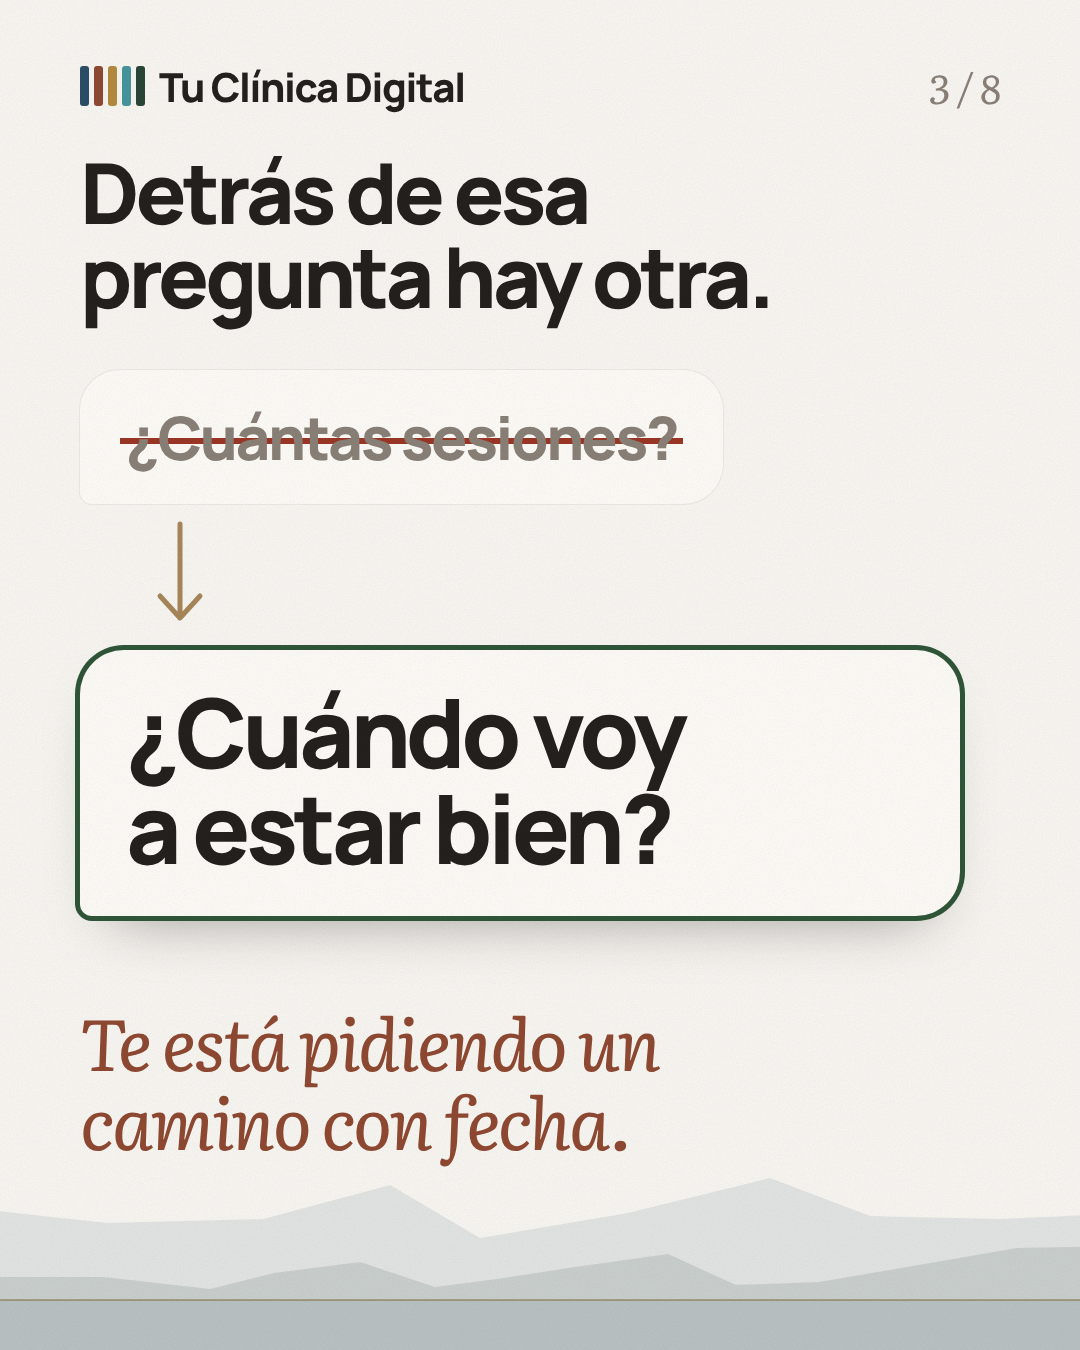 Tu Clínica Digital
3/8
Detrás de esa
pregunta hay otra.
¿Cuántas sesiones?
¿Cuándo voy
a estar bien?
Te está pidiendo un
camino con fecha.